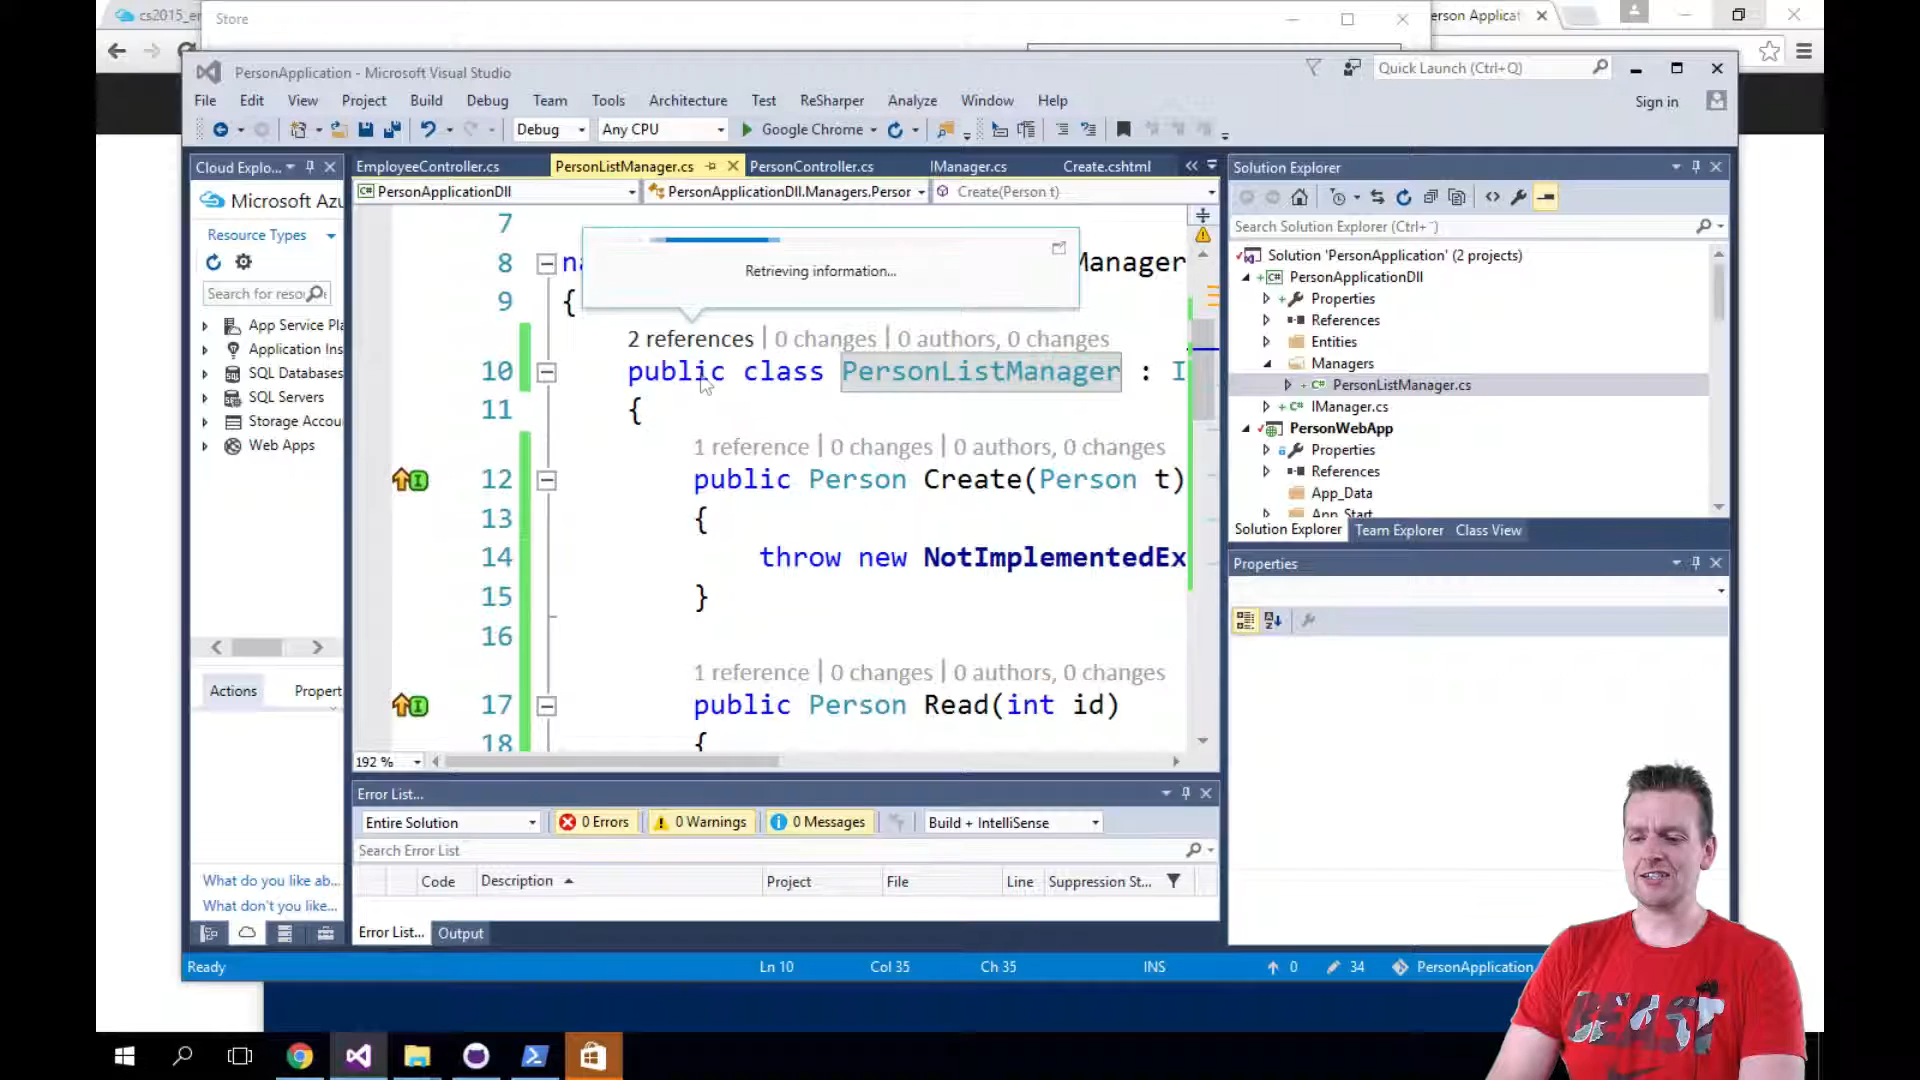 cs2015_en
Store
erson Applicat
PersonApplication - Microsoft Visual Studio
Quick Launch (Ctrl+Q)
File Edit View Project Build Debug Team Tools Architecture Test ReSharper Analyze Window Help
Sign in
Debug Any CPU Google Chrome
Cloud Explo...
EmployeeController.cs PersonListManager.cs PersonController.cs IManager.cs Create.cshtml
Solution Explorer
PersonApplicationDll PersonApplicationDll.Managers.Person Create(Person t)
Microsoft Azu
Resource Types
Search for resou
App Service Pla
Application Ins
SQL Databases
SQL Servers
Storage Accou
Web Apps
Actions Propert
What do you like ab...
What don't you like...
7
8 na Manager
Retrieving information...
9 {
2 references | 0 changes | 0 authors, 0 changes
10 public class PersonListManager : I
11 {
1 reference | 0 changes | 0 authors, 0 changes
12 public Person Create(Person t)
13 {
14 throw new NotImplementedEx
15 }
16
1 reference | 0 changes | 0 authors, 0 changes
17 public Person Read(int id)
18 {
192 %
Search Solution Explorer (Ctrl+¨)
Solution 'PersonApplication' (2 projects)
PersonApplicationDll
Properties
References
Entities
Managers
PersonListManager.cs
IManager.cs
PersonWebApp
Properties
References
App_Data
App_Start
Solution Explorer Team Explorer Class View
Properties
Error List...
Entire Solution 0 Errors 0 Warnings 0 Messages Build + IntelliSense
Search Error List
Code Description Project File Line Suppression St...
Error List... Output
Ready Ln 10 Col 35 Ch 35 INS 0 34 PersonApplication
BEAST